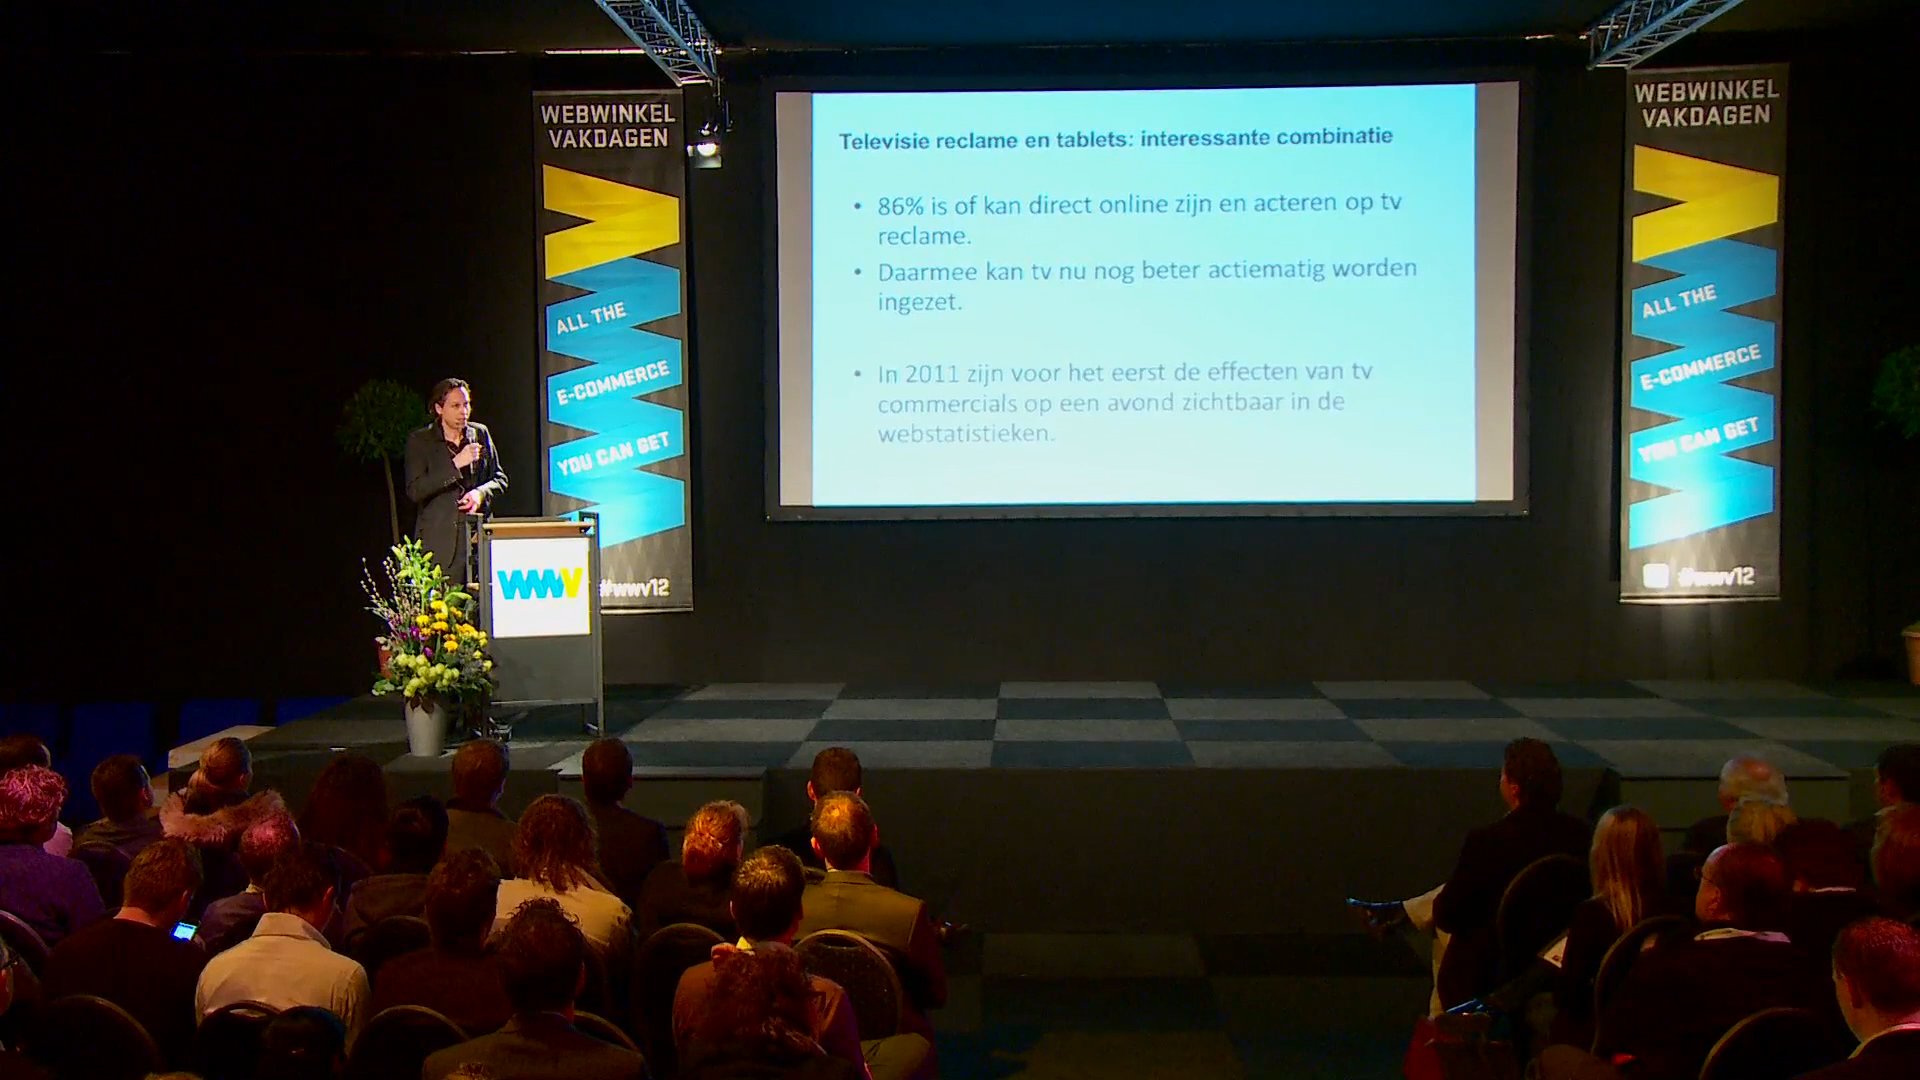 WEBWINKEL
VAKDAGEN
ALL THE
E-COMMERCE
YOU CAN GET
#wwv12
WWV
Televisie reclame en tablets: interessante combinatie
• 86% is of kan direct online zijn en acteren op tv
reclame.
• Daarmee kan tv nu nog beter actiematig worden
ingezet.
• In 2011 zijn voor het eerst de effecten van tv
commercials op een avond zichtbaar in de
webstatistieken.
WEBWINKEL
VAKDAGEN
ALL THE
E-COMMERCE
YOU CAN GET
#wwv12